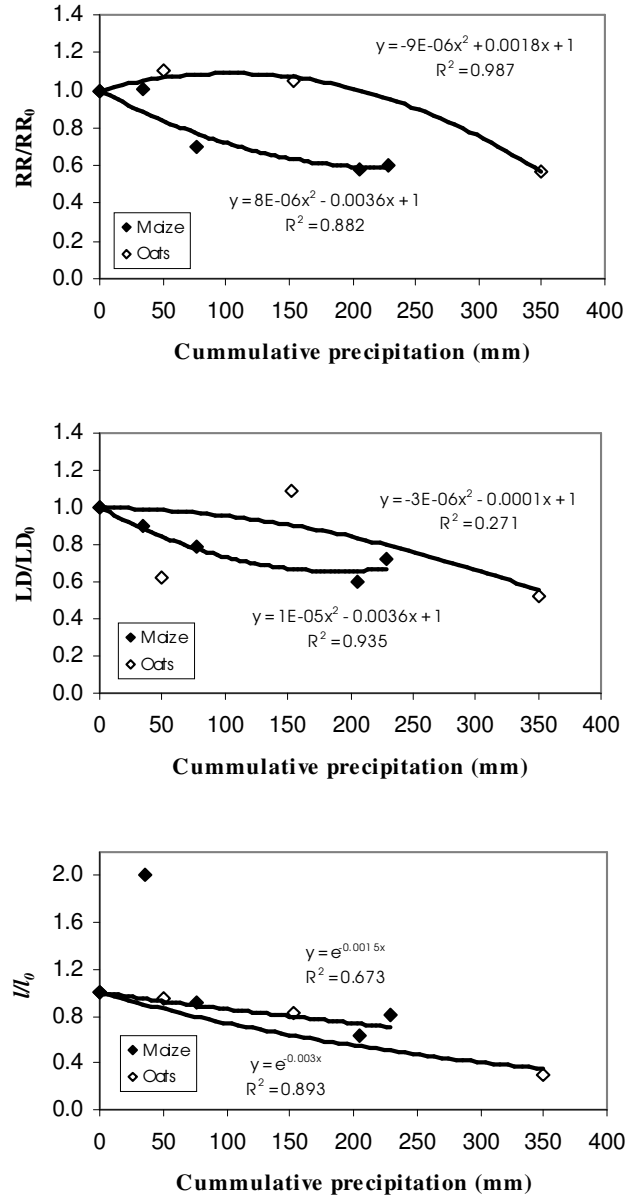 1.4
1.2
1.0
0.8
0.6
0.4
0.2
0.0
RR/RR0
y = -9E-06x2 + 0.0018x + 1
R2 = 0.987
y = 8E-06x2 - 0.0036x + 1
R2 = 0.882
Maize
Oats
0 50 100 150 200 250 300 350 400
Cummulative precipitation (mm)
1.4
1.2
1.0
0.8
0.6
0.4
0.2
0.0
LD/LD0
y = -3E-06x2 - 0.0001x + 1
R2 = 0.271
y = 1E-05x2 - 0.0036x + 1
R2 = 0.935
Maize
Oats
0 50 100 150 200 250 300 350 400
Cummulative precipitation (mm)
2.0
1.6
1.2
0.8
0.4
0.0
l/l0
y = e-0.0015x
R2 = 0.673
y = e-0.003x
R2 = 0.893
Maize
Oats
0 50 100 150 200 250 300 350 400
Cummulative precipitation (mm)